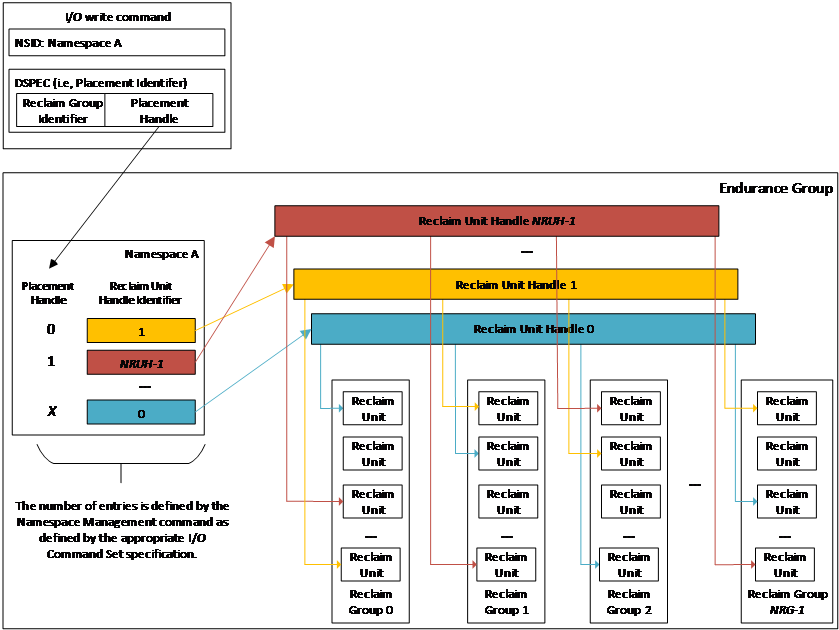 I/O write command
NSID: Namespace A
DSPEC (i.e, Placement Identifer)
Reclaim Group
Identifier
Placement
Handle
Endurance Group
Reclaim Unit Handle NRUH-1
—
Reclaim Unit Handle 1
Reclaim Unit Handle 0
Namespace A
Placement
Handle
Reclaim Unit
Handle Identifier
0
1
1
NRUH-1
—
X
0
The number of entries is defined by the
Namespace Management command as
defined by the appropriate I/O
Command Set specification.
Reclaim
Unit
Reclaim
Unit
Reclaim
Unit
—
Reclaim
Unit
Reclaim
Group 0
Reclaim
Unit
Reclaim
Unit
Reclaim
Unit
—
Reclaim
Unit
Reclaim
Group 1
Reclaim
Unit
Reclaim
Unit
Reclaim
Unit
—
Reclaim
Unit
Reclaim
Group 2
—
Reclaim
Unit
Reclaim
Unit
Reclaim
Unit
—
Reclaim
Unit
Reclaim Group
NRG-1